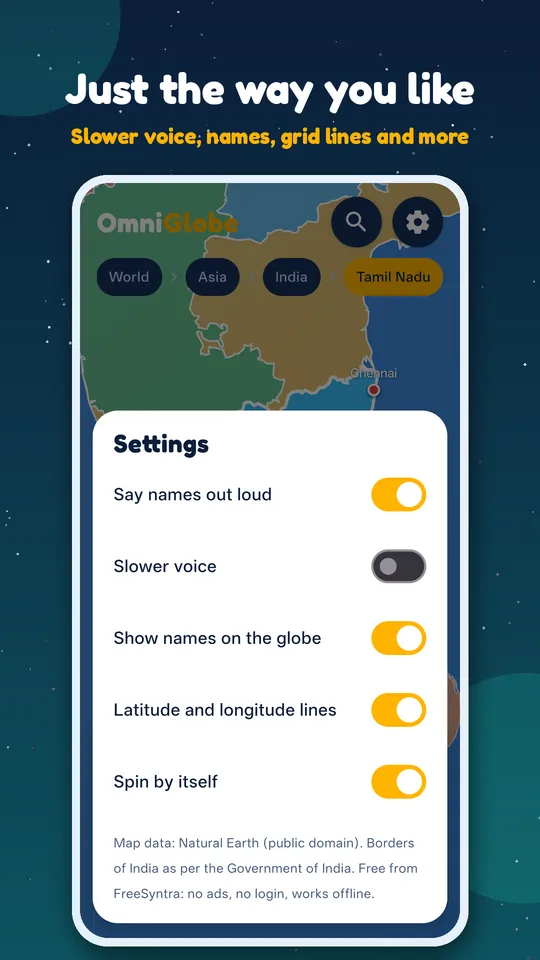 Just the way you like
Slower voice, names, grid lines and more
OmniGlobe
World > Asia > India > Tamil Nadu
Chennai
Settings
Say names out loud
Slower voice
Show names on the globe
Latitude and longitude lines
Spin by itself
Map data: Natural Earth (public domain). Borders
of India as per the Government of India. Free from
FreeSyntra: no ads, no login, works offline.